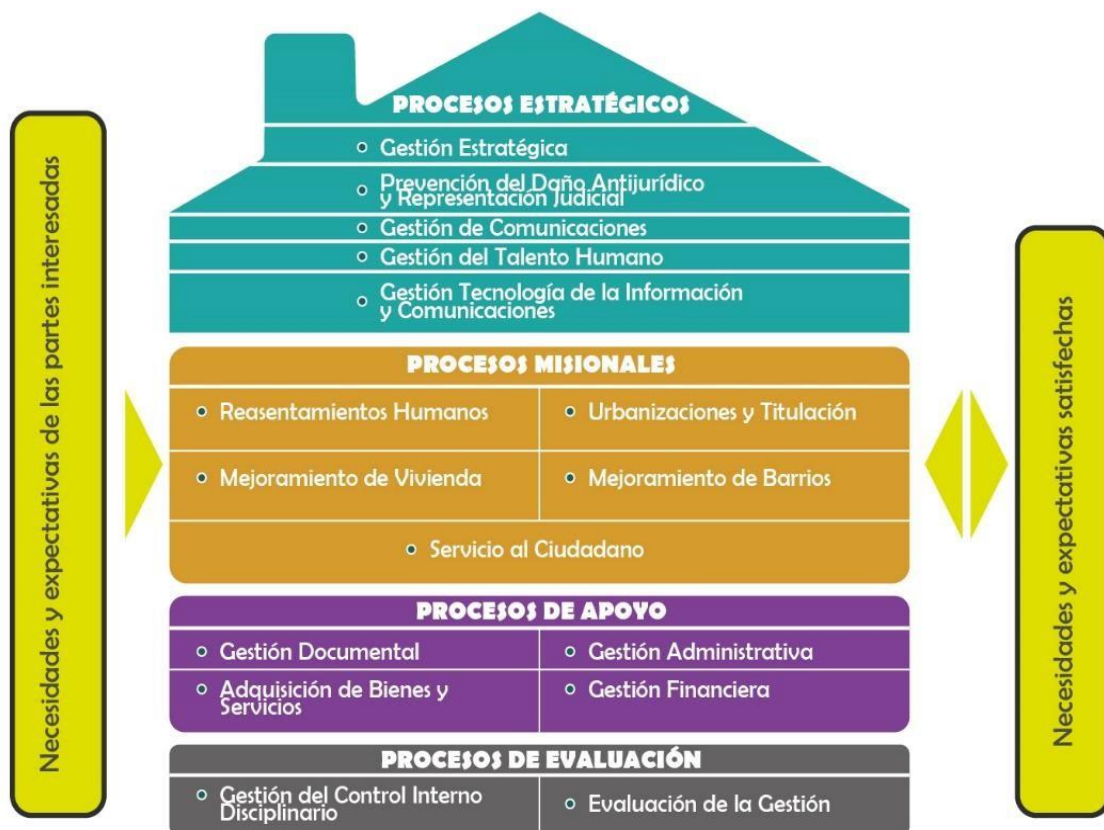 Necesidades y expectativas de las partes interesadas
PROCESOS ESTRATÉGICOS
Gestión Estratégica
Prevención del Daño Antijurídico
y Representación Judicial
Gestión de Comunicaciones
Gestión del Talento Humano
Gestión Tecnología de la Información
y Comunicaciones
PROCESOS MISIONALES
Reasentamientos Humanos
Urbanizaciones y Titulación
Mejoramiento de Vivienda
Mejoramiento de Barrios
Servicio al Ciudadano
PROCESOS DE APOYO
Gestión Documental
Gestión Administrativa
Adquisición de Bienes y
Servicios
Gestión Financiera
PROCESOS DE EVALUACIÓN
Gestión del Control Interno
Disciplinario
Evaluación de la Gestión
Necesidades y expectativas satisfechas